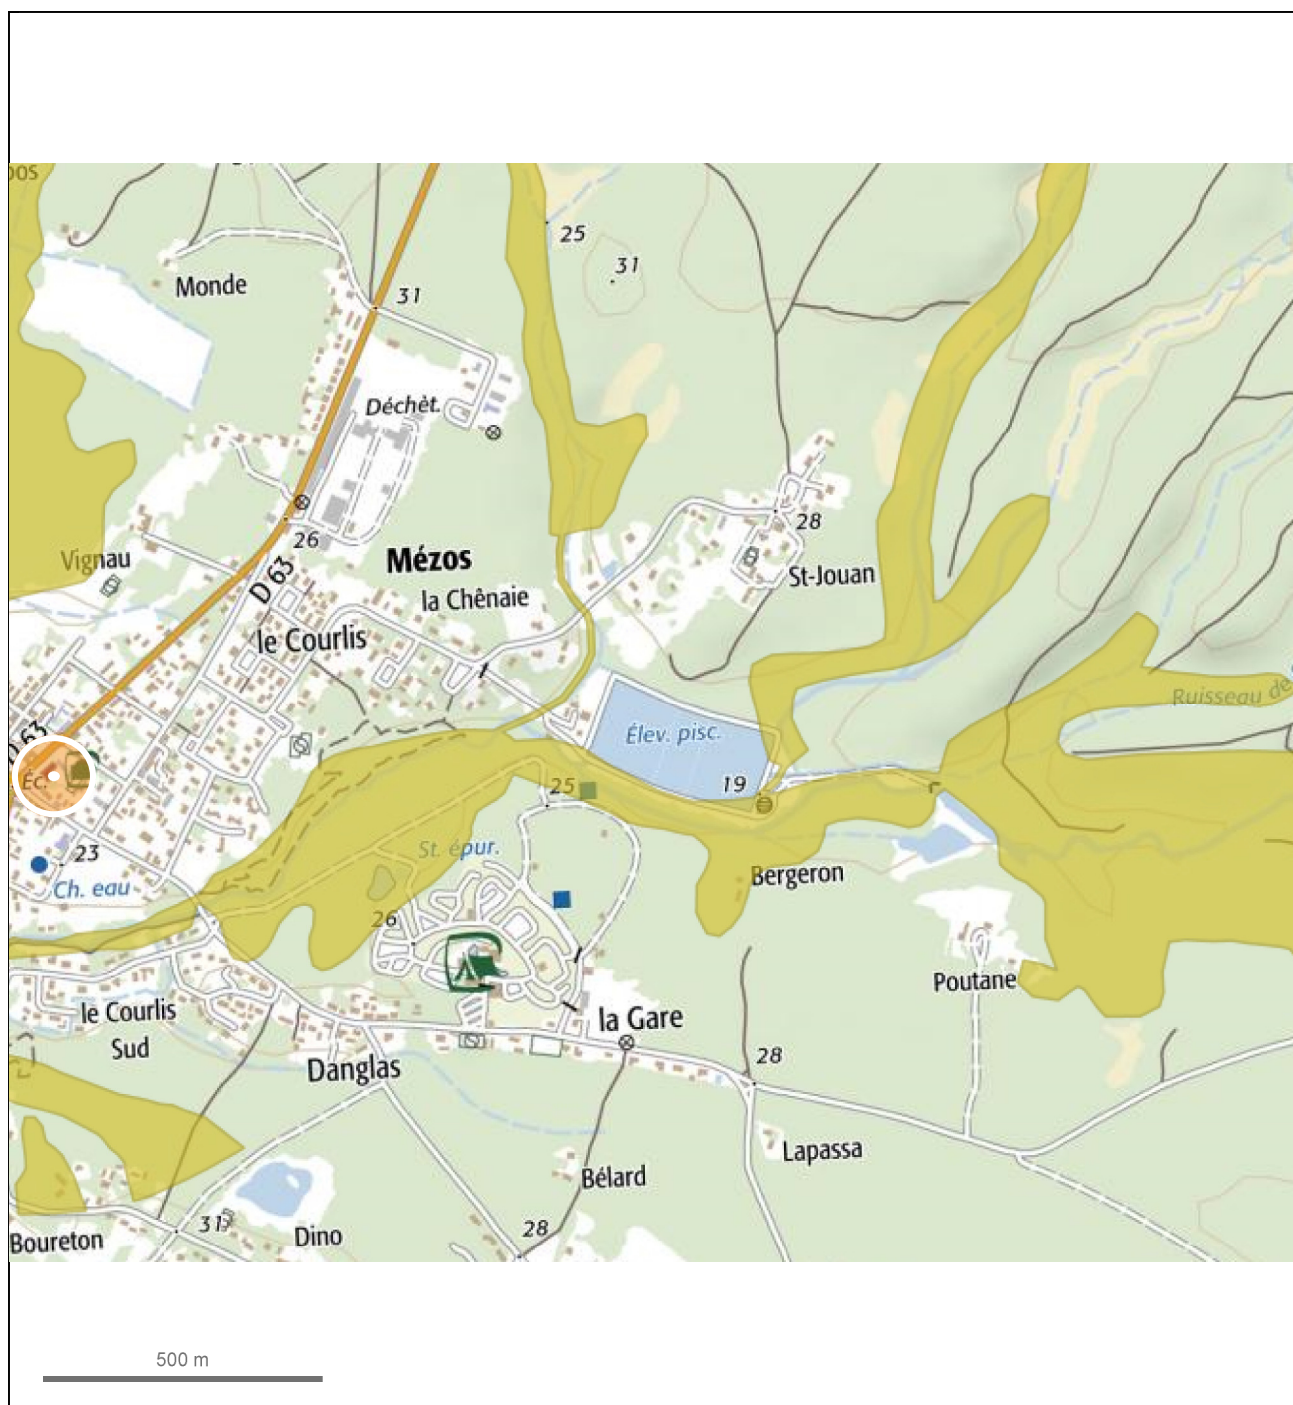 25
31
Monde
31
Déchèt.
28
26
Mézos
Vignau
D 63
St-Jouan
la Chênaie
le Courlis
Ruisseau de
D 63
Élev. pisc.
Éc.
25
19
St. épur.
23
Bergeron
Ch. eau
26
Poutane
le Courlis
Sud
la Gare
Danglas
28
Lapassa
Bélard
31
28
Dino
Boureton
500 m